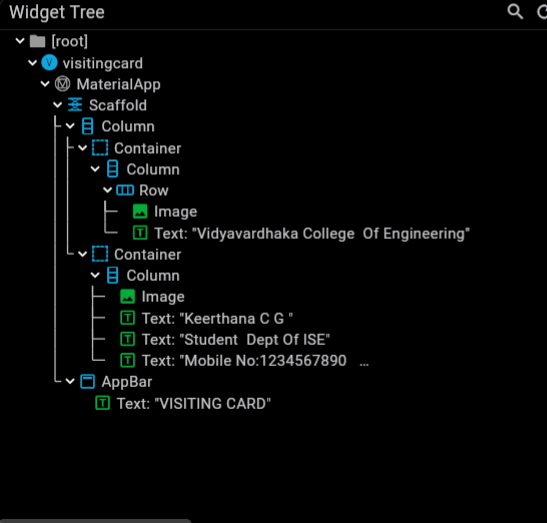 Widget Tree
[root]
visitingcard
MaterialApp
Scaffold
Column
Container
Column
Row
Image
Text: "Vidyavardhaka College  Of Engineering"
Container
Column
Image
Text: "Keerthana C G "
Text: "Student  Dept Of ISE"
Text: "Mobile No:1234567890   ...
AppBar
Text: "VISITING CARD"